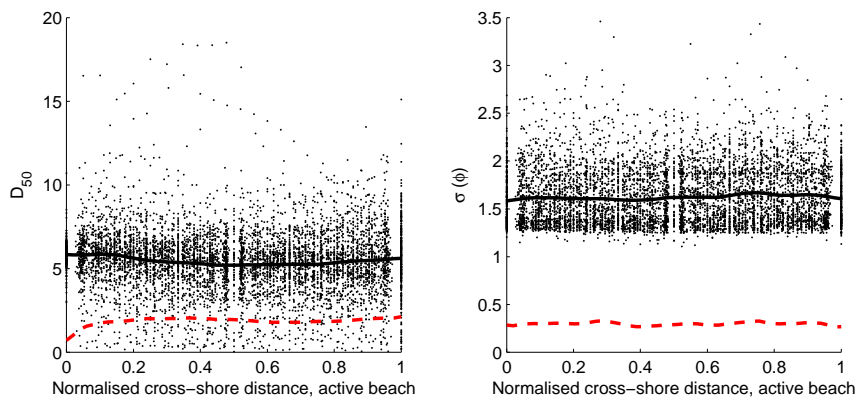 20
15
10
5
0
D50
0 0.2 0.4 0.6 0.8 1
Normalised cross−shore distance, active beach
3.5
3
2.5
2
1.5
1
0.5
0
σ (ϕ)
0 0.2 0.4 0.6 0.8 1
Normalised cross−shore distance, active beach